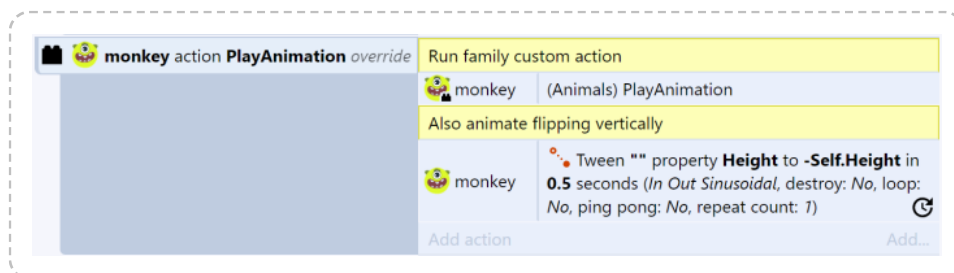 monkey action PlayAnimation override
Run family custom action
monkey
(Animals) PlayAnimation
Also animate flipping vertically
monkey
Tween "" property Height to -Self.Height in
0.5 seconds (In Out Sinusoidal, destroy: No, loop:
No, ping pong: No, repeat count: 1)
Add action
Add...